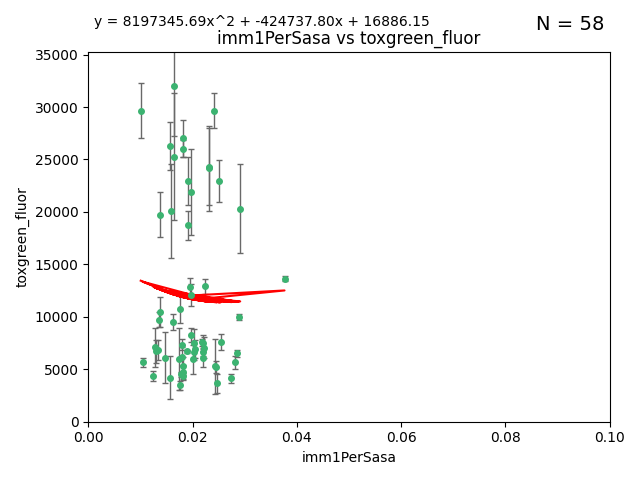 y = 8197345.69x^2 + -424737.80x + 16886.15
N = 58
imm1PerSasa vs toxgreen_fluor
35000
30000
25000
20000
15000
10000
5000
0
toxgreen_fluor
0.00 0.02 0.04 0.06 0.08 0.10
imm1PerSasa